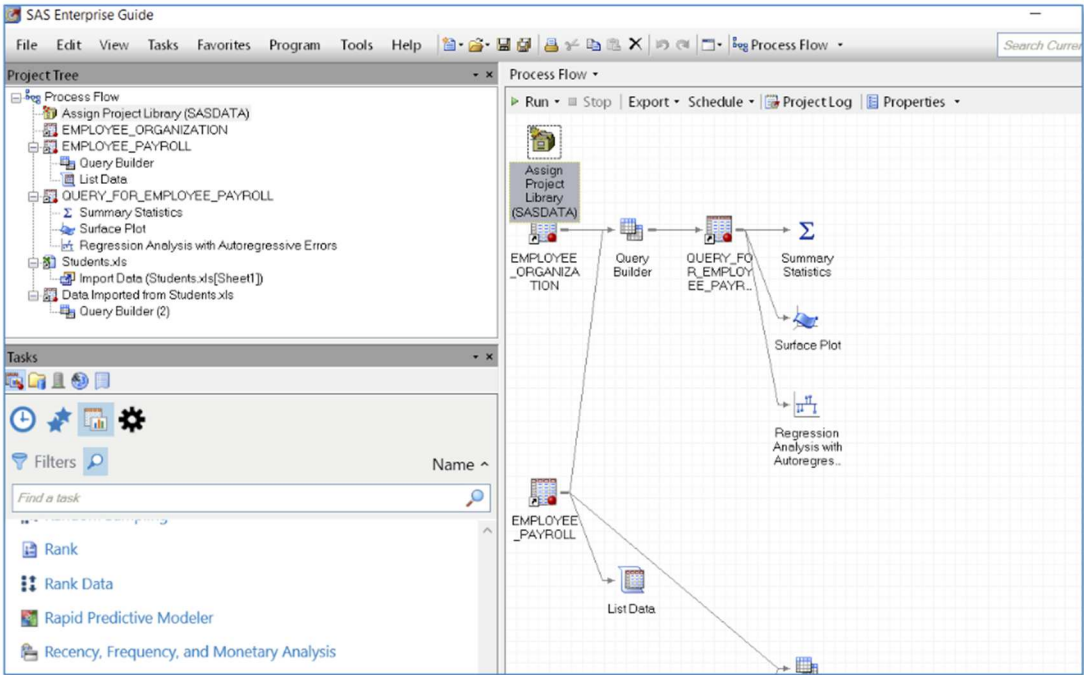 SAS Enterprise Guide
File Edit View Tasks Favorites Program Tools Help Process Flow Search Curre
Project Tree
Process Flow
Assign Project Library (SASDATA)
EMPLOYEE_ORGANIZATION
EMPLOYEE_PAYROLL
Query Builder
List Data
QUERY_FOR_EMPLOYEE_PAYROLL
Summary Statistics
Surface Plot
Regression Analysis with Autoregressive Errors
Students.xls
Import Data (Students.xls[Sheet1])
Data Imported from Students.xls
Query Builder (2)
Tasks
Filters
Name
Find a task
Rank
Rank Data
Rapid Predictive Modeler
Recency, Frequency, and Monetary Analysis
Process Flow
Run Stop Export Schedule Project Log Properties
Assign
Project
Library
(SASDATA)
EMPLOYEE
_ORGANIZA
TION
Query
Builder
QUERY_FO
R_EMPLOY
EE_PAYR...
Summary
Statistics
Surface Plot
Regression
Analysis with
Autoregres...
EMPLOYEE
_PAYROLL
List Data